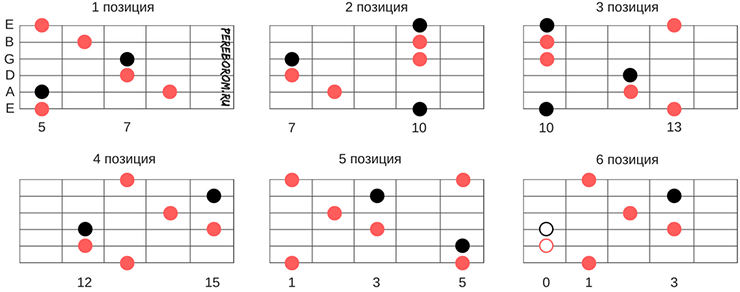 1 позиция
2 позиция
3 позиция
E
B
G
D
A
E
PEREBOROM.RU
5 7
7 10
10 13
4 позиция
5 позиция
6 позиция
12 15
1 3 5
0 1 3